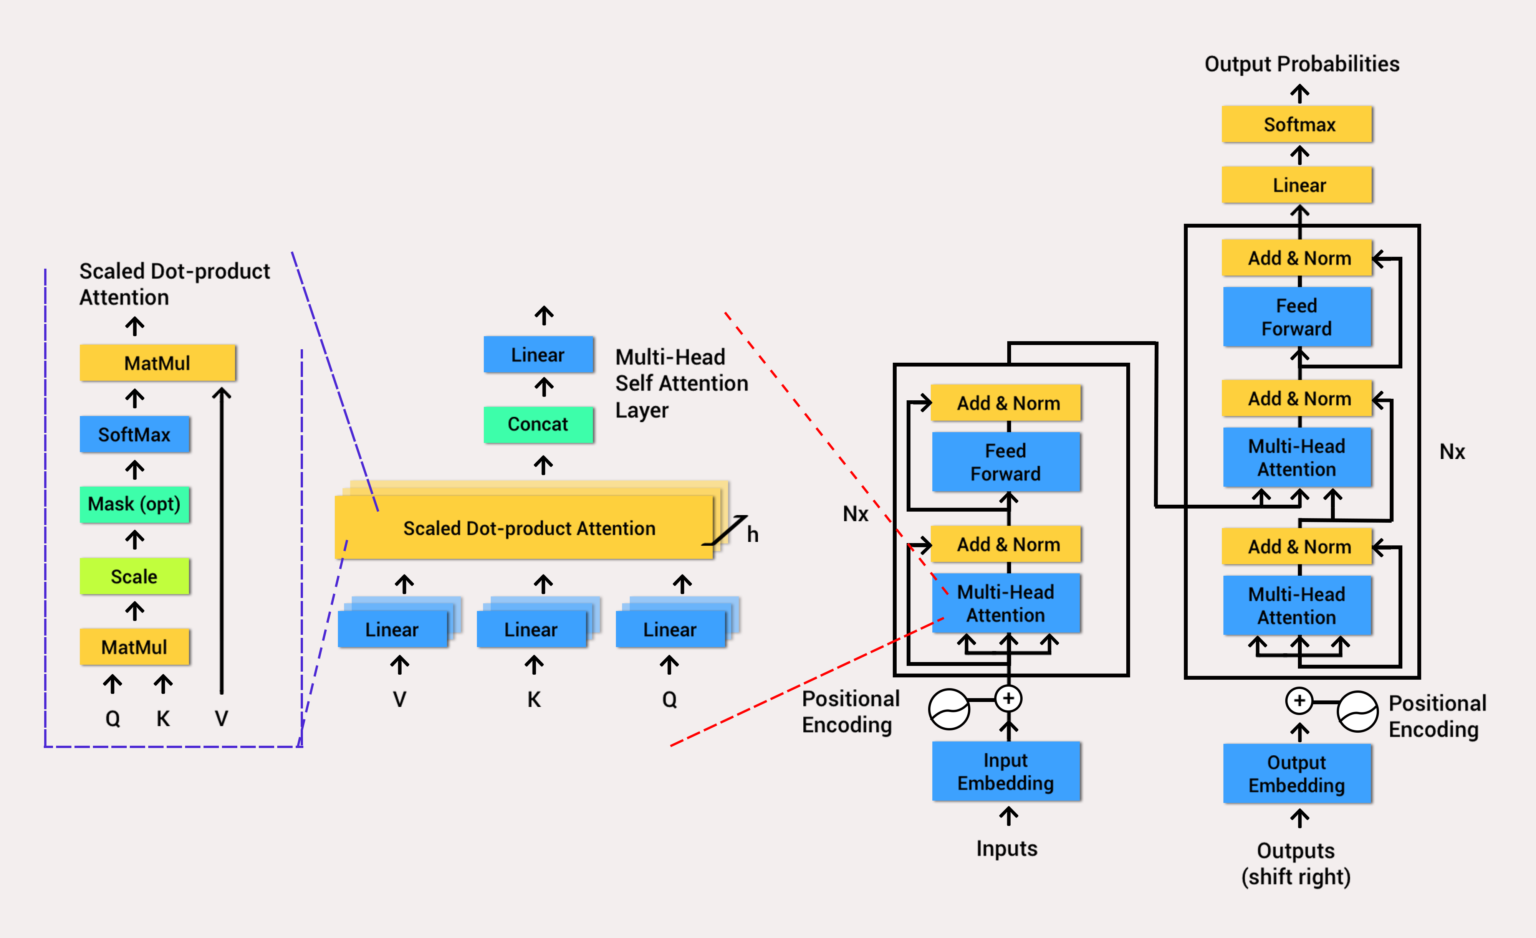 Scaled Dot-product
Attention
MatMul
SoftMax
Mask (opt)
Scale
MatMul
Q
K
V
Linear
Multi-Head
Self Attention
Layer
Concat
Scaled Dot-product Attention
h
Linear
Linear
Linear
V
K
Q
Nx
Add & Norm
Feed
Forward
Add & Norm
Multi-Head
Attention
Positional
Encoding
+
Input
Embedding
Inputs
Output Probabilities
Softmax
Linear
Add & Norm
Feed
Forward
Add & Norm
Multi-Head
Attention
Nx
Add & Norm
Multi-Head
Attention
+
Positional
Encoding
Output
Embedding
Outputs
(shift right)